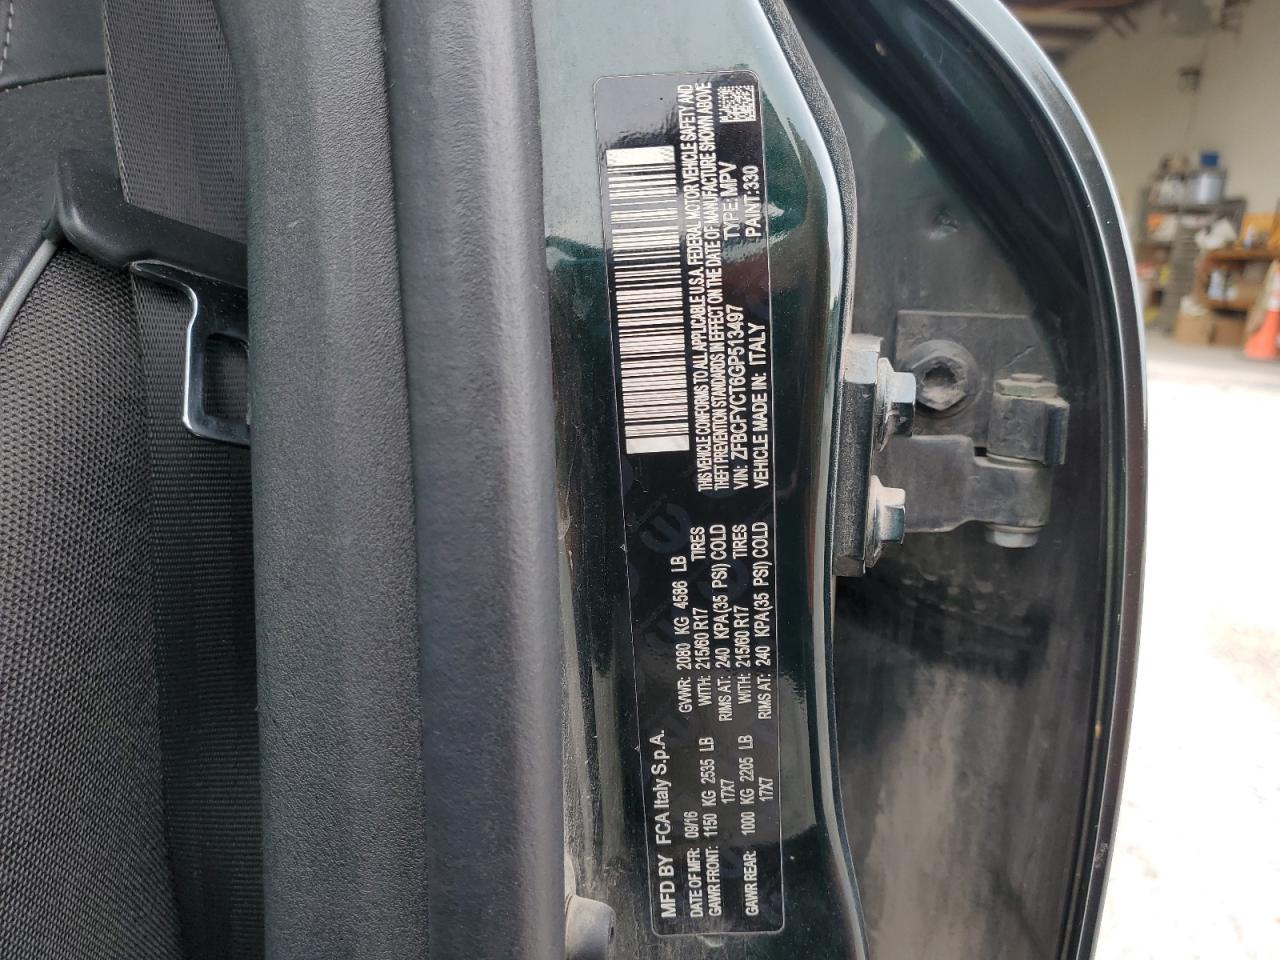 MFD BY FCA Italy S.p.A.
DATE OF MFR: 09/16 GVWR: 2080 KG 4586 LB
GAWR FRONT: 1150 KG 2535 LB WITH: 215/60 R17 TIRES
17X7 RIMS AT: 240 KPA(35 PSI) COLD
GAWR REAR: 1000 KG 2205 LB WITH: 215/60 R17 TIRES
17X7 RIMS AT: 240 KPA(35 PSI) COLD
THIS VEHICLE CONFORMS TO ALL APPLICABLE U.S.A. FEDERAL MOTOR VEHICLE SAFETY AND
THEFT PREVENTION STANDARDS IN EFFECT ON THE DATE OF MANUFACTURE SHOWN ABOVE
VIN: ZFBCFYCT6GP513497 TYPE: MPV
VEHICLE MADE IN: ITALY PAINT:330